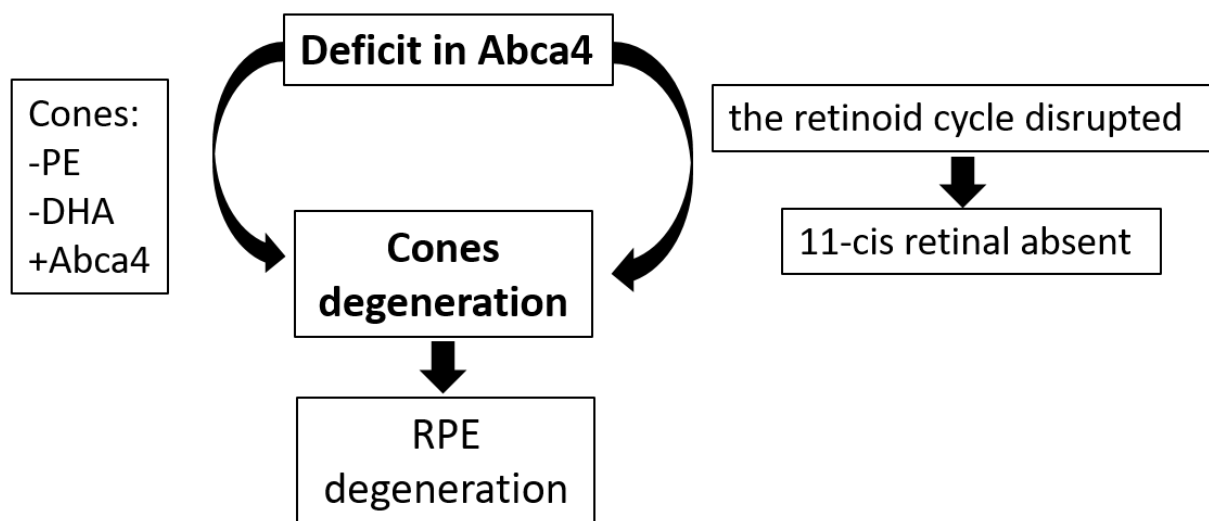 Deficit in Abca4
Cones:
-PE
-DHA
+Abca4
the retinoid cycle disrupted
11-cis retinal absent
Cones
degeneration
RPE
degeneration